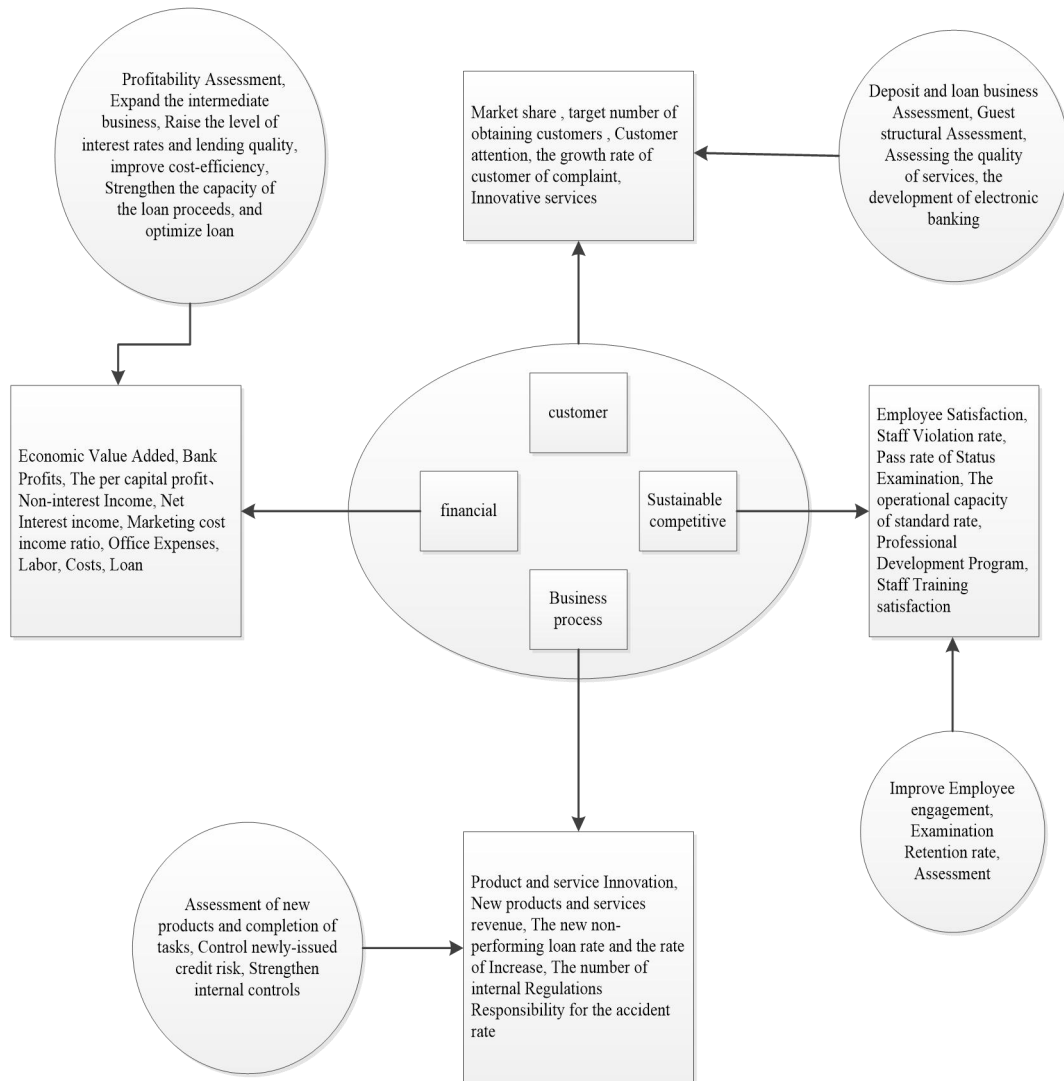 Profitability Assessment,
Expand the intermediate
business, Raise the level of
interest rates and lending quality,
improve cost-efficiency,
Strengthen the capacity of
the loan proceeds, and
optimize loan
Market share , target number of
obtaining customers , Customer
attention, the growth rate of
customer of complaint,
Innovative services
Deposit and loan business
Assessment, Guest
structural Assessment,
Assessing the quality
of services, the
development of electronic
banking
customer
financial
Sustainable
competitive
Business
process
Economic Value Added, Bank
Profits, The per capital profit、
Non-interest Income, Net
Interest income, Marketing cost
income ratio, Office Expenses,
Labor, Costs, Loan
Employee Satisfaction,
Staff Violation rate,
Pass rate of Status
Examination, The
operational capacity
of standard rate,
Professional
Development Program,
Staff Training
satisfaction
Improve Employee
engagement,
Examination
Retention rate,
Assessment
Assessment of new
products and completion of
tasks, Control newly-issued
credit risk, Strengthen
internal controls
Product and service Innovation,
New products and services
revenue, The new non-
performing loan rate and the rate
of Increase, The number of
internal Regulations
Responsibility for the accident
rate